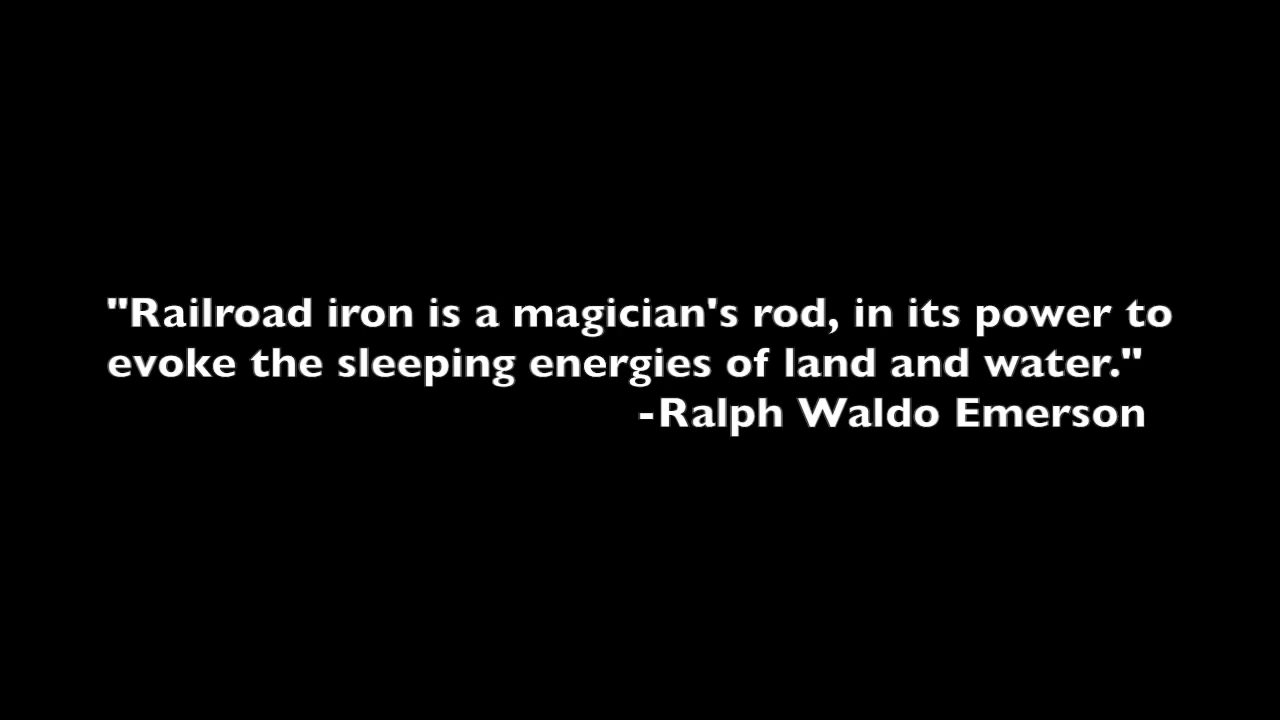 "Railroad iron is a magician's rod, in its power to
evoke the sleeping energies of land and water."
-Ralph Waldo Emerson